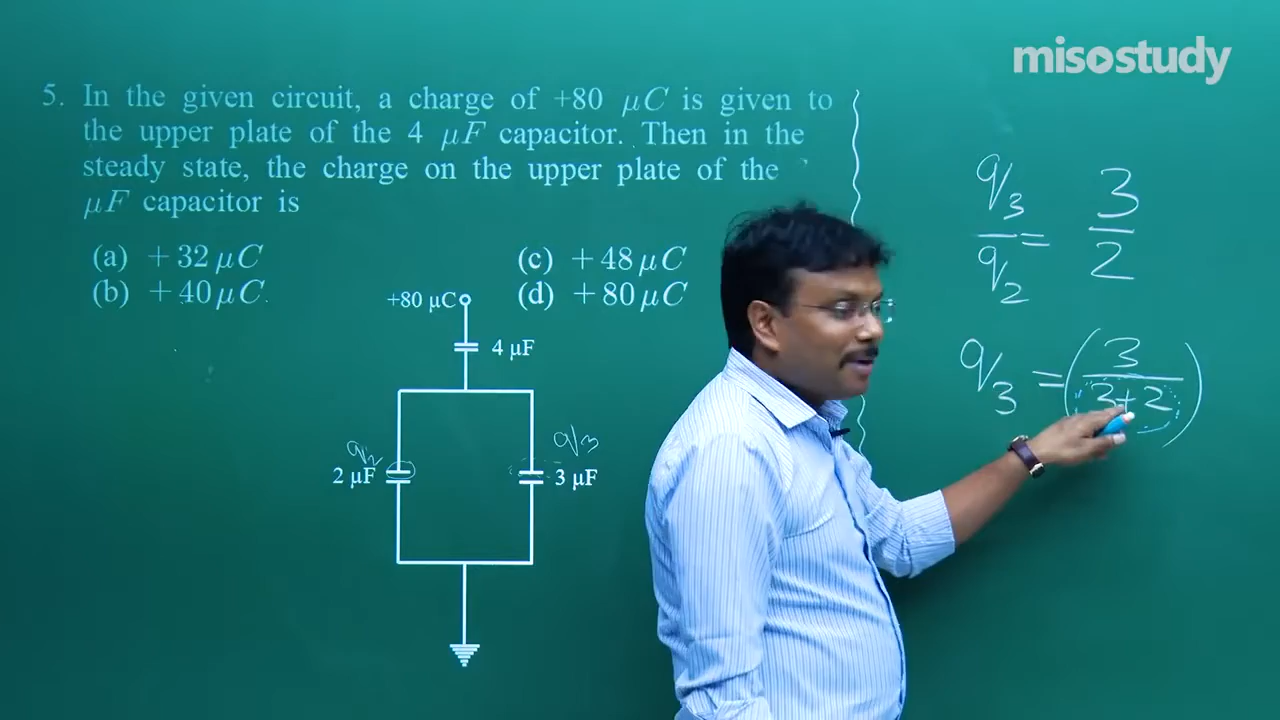 misostudy
5. In the given circuit, a charge of +80 μC is given to
the upper plate of the 4 μF capacitor. Then in the
steady state, the charge on the upper plate of the
μF capacitor is
(a) +32 μC
(c) +48 μC
(b) +40 μC.
(d) +80 μC
+80 μC
4 μF
q2
2 μF
q3
3 μF
q3/q2 = 3/2
q3 = (3/(3+2))